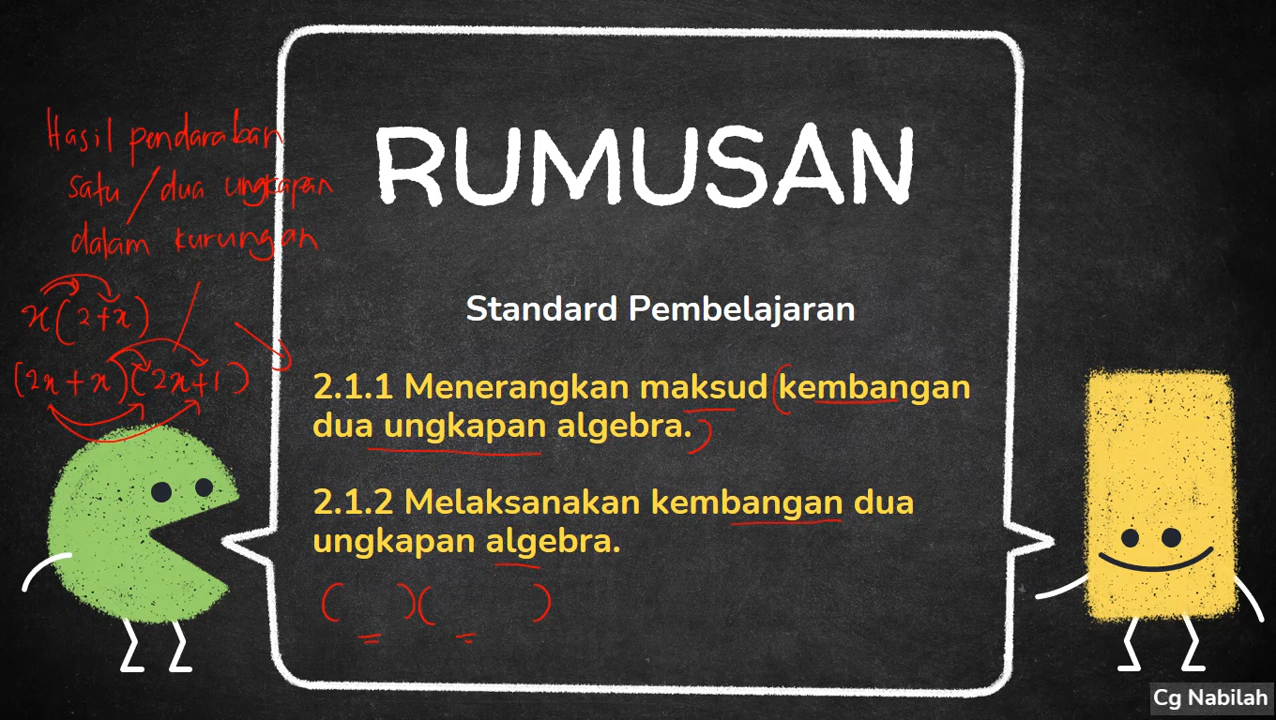 Hasil pendaraban
satu / dua ungkapan
dalam kurungan
x(2+x)
(2x + x)(2x+1)
RUMUSAN
Standard Pembelajaran
2.1.1 Menerangkan maksud kembangan
dua ungkapan algebra.
2.1.2 Melaksanakan kembangan dua
ungkapan algebra.
( )( )
Cg Nabilah